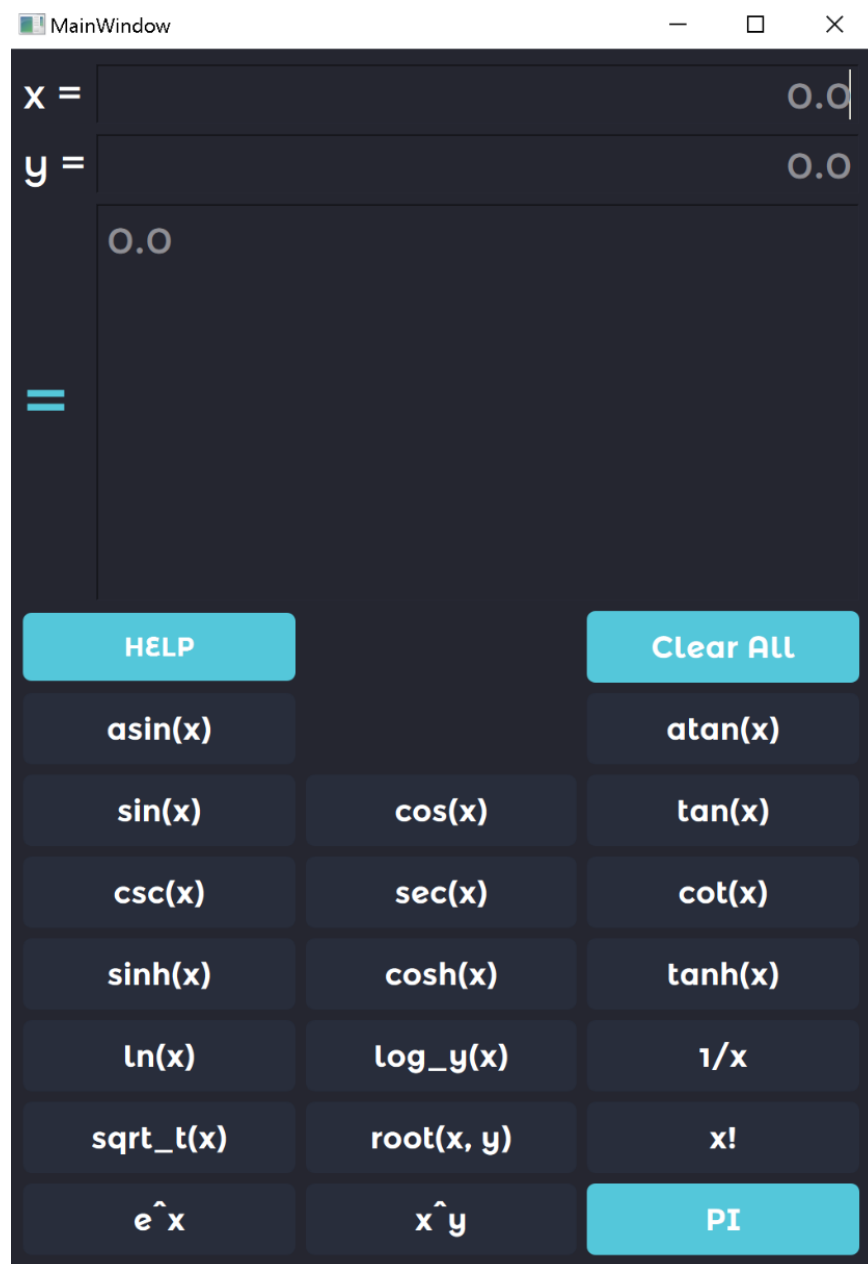 MainWindow
x = 0.0
y = 0.0
0.0
=
HELP Clear All
asin(x) atan(x)
sin(x) cos(x) tan(x)
csc(x) sec(x) cot(x)
sinh(x) cosh(x) tanh(x)
ln(x) log_y(x) 1/x
sqrt_t(x) root(x, y) x!
e^x x^y PI